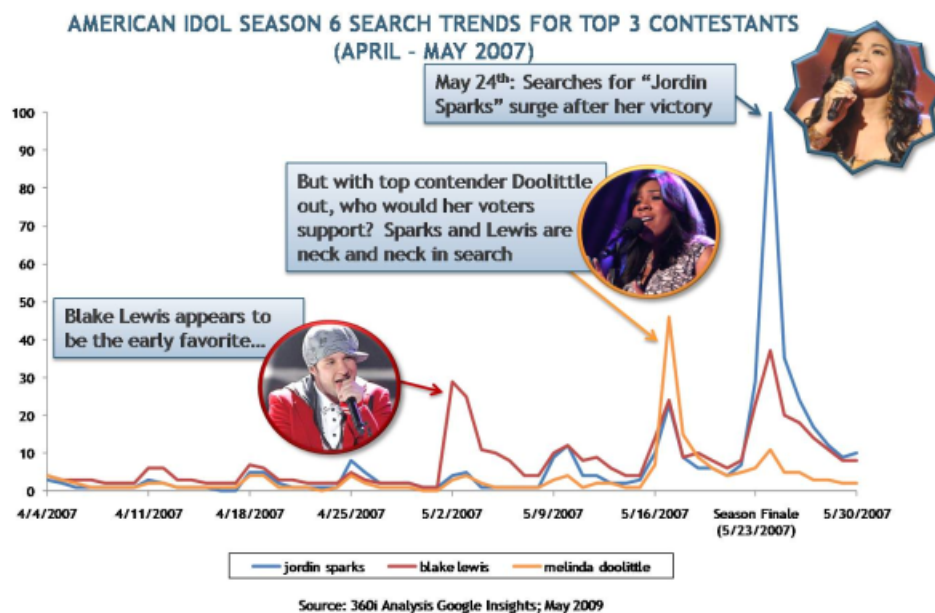 AMERICAN IDOL SEASON 6 SEARCH TRENDS FOR TOP 3 CONTESTANTS
(APRIL - MAY 2007)
May 24th: Searches for “Jordin
Sparks” surge after her victory
But with top contender Doolittle
out, who would her voters
support? Sparks and Lewis are
neck and neck in search
Blake Lewis appears to
be the early favorite...
100
90
80
70
60
50
40
30
20
10
0
4/4/2007 4/11/2007 4/18/2007 4/25/2007 5/2/2007 5/9/2007 5/16/2007 Season Finale 5/30/2007
(5/23/2007)
jordin sparks blake lewis melinda doolittle
Source: 360i Analysis Google Insights; May 2009